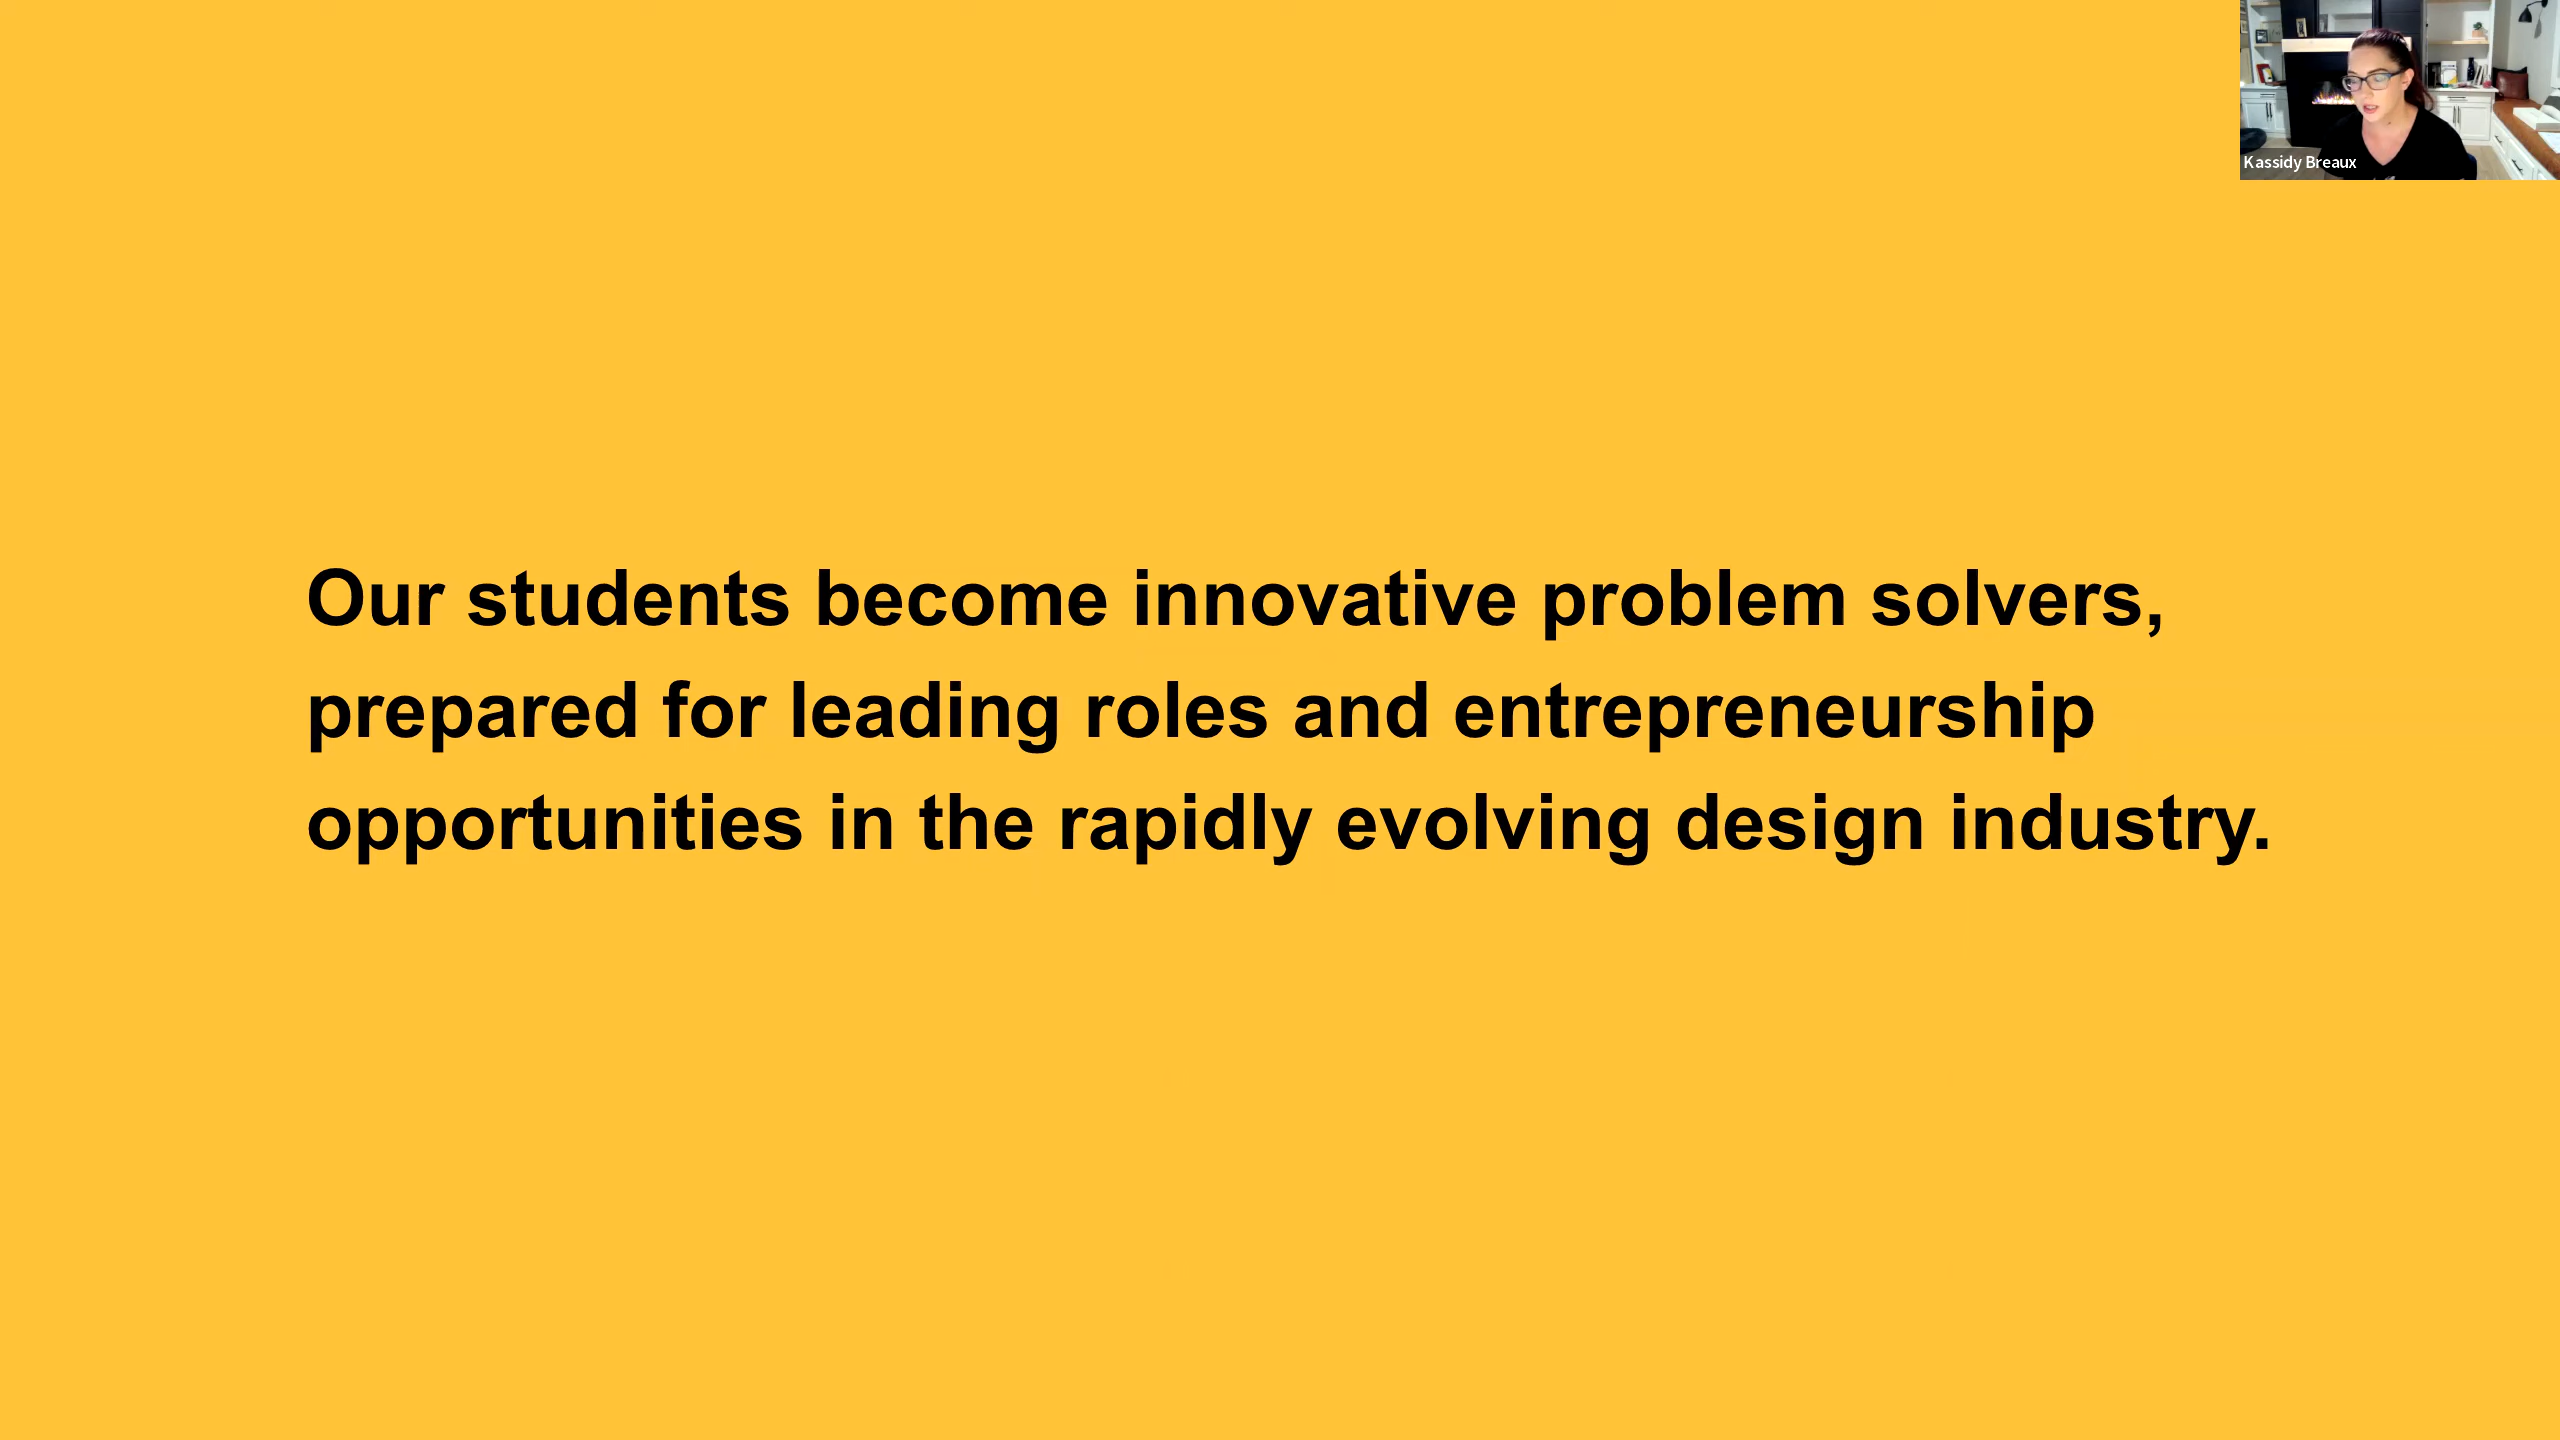 Kassidy Breaux
Our students become innovative problem solvers,
prepared for leading roles and entrepreneurship
opportunities in the rapidly evolving design industry.